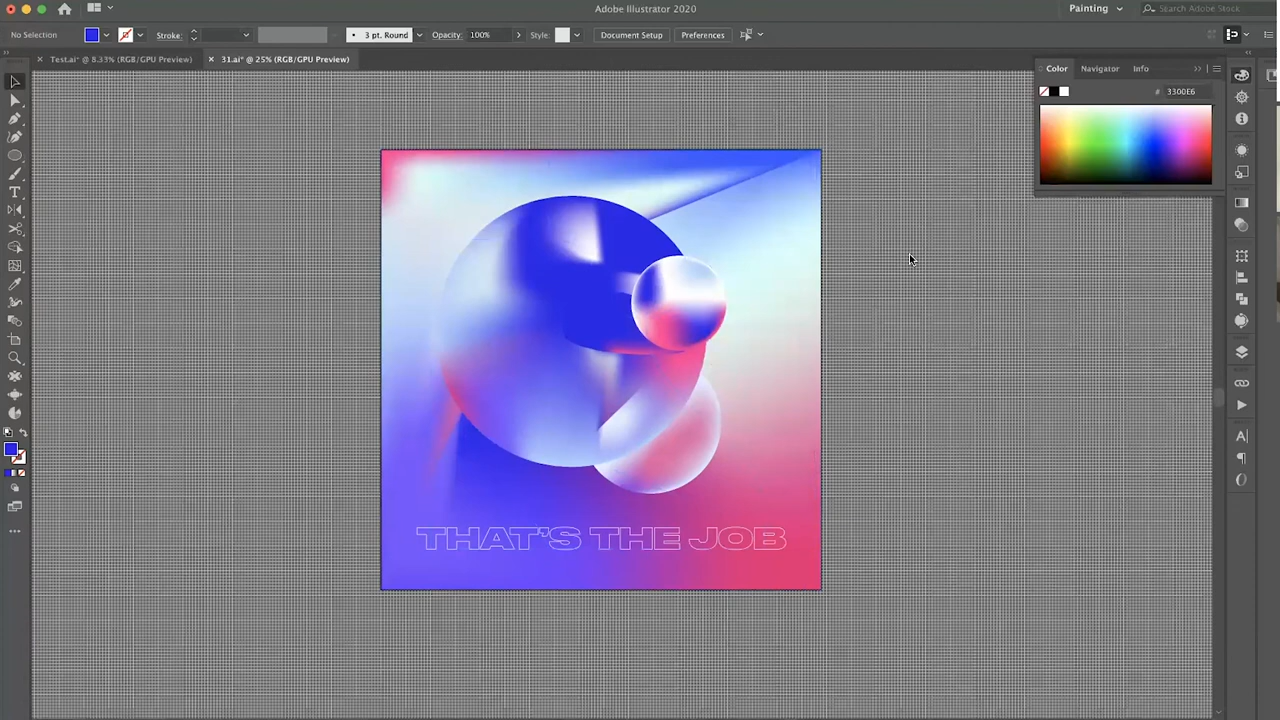 Adobe Illustrator 2020
Painting
Search Adobe Stock
No Selection
Stroke:
3 pt. Round
Opacity: 100%
Style:
Document Setup
Preferences
Test.ai* @ 8.33% (RGB/GPU Preview)
31.ai* @ 25% (RGB/GPU Preview)
Color
Navigator
Info
# 3300E6
THAT'S THE JOB